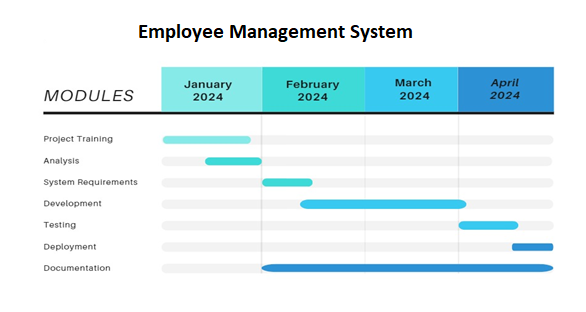 Employee Management System
MODULES
January
2024
February
2024
March
2024
April
2024
Project Training
Analysis
System Requirements
Development
Testing
Deployment
Documentation